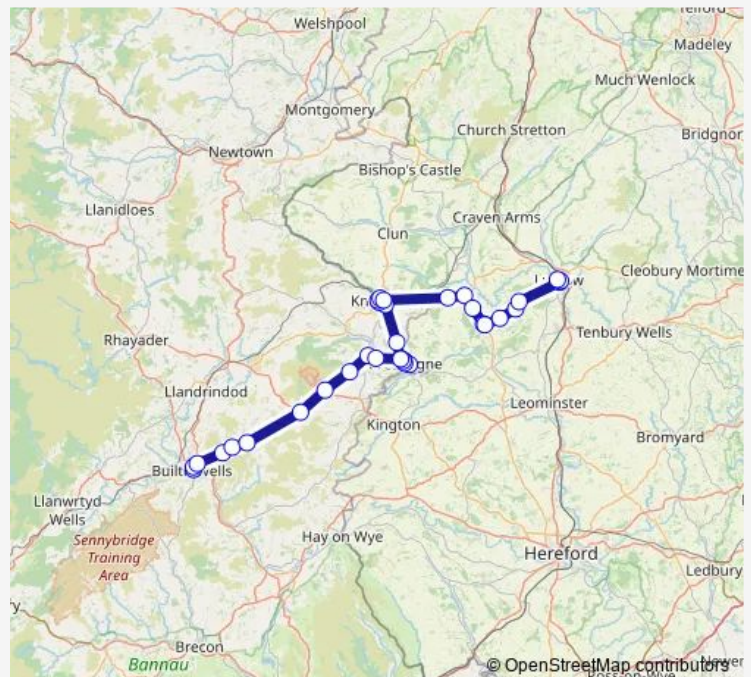 Telford
Welshpool
Madeley
Much Wenlock
Montgomery
Church Stretton
Bridgnor
Newtown
Bishop's Castle
Llanidloes
Craven Arms
Clun
Cleobury Mortime
Kn
Rhayader
Tenbury Wells
Llandrindod
Leominster
Kington
Bromyard
Llanwrtyd
Wells
Sennybridge
Training
Area
Hay on Wye
Hereford
Ledbury
Brecon
Bannau
© OpenStreetMap contributors